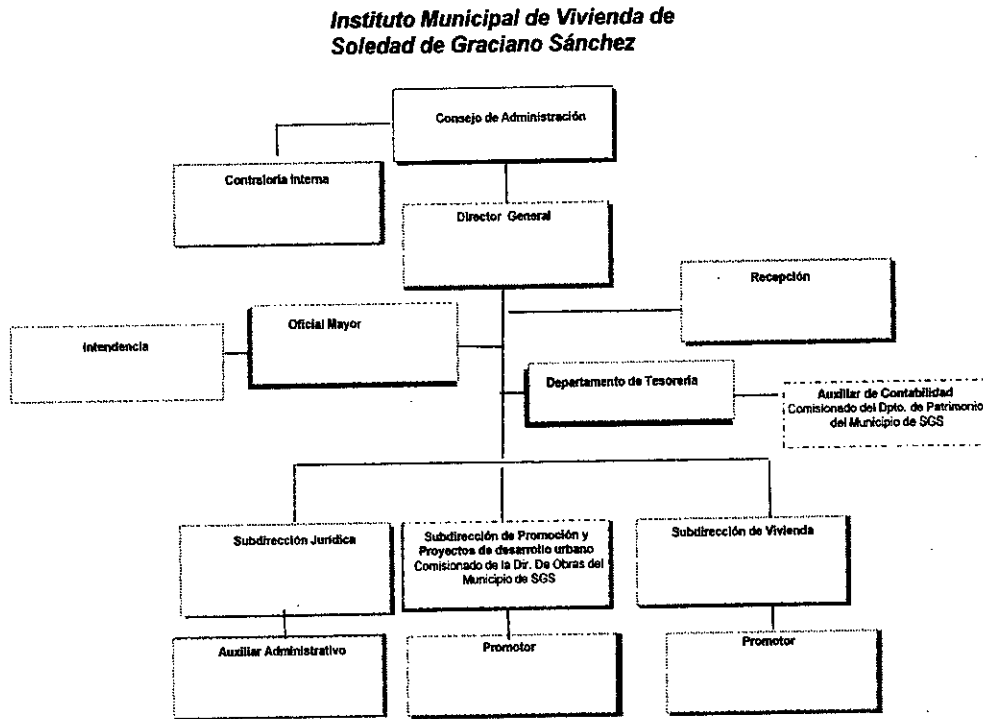 Instituto Municipal de Vivienda de
Soledad de Graciano Sánchez
Consejo de Administración
Contraloria Interna
Director General
Recepción
Oficial Mayor
Intendencia
Departamento de Tesorería
Auxiliar de Contabilidad
Comisionado del Dpto. de Patrimonio
del Municipio de SGS
Subdirección Jurídica
Subdirección de Promoción y
Proyectos de desarrollo urbano
Comisionado de la Dir. De Obras del
Municipio de SGS
Subdirección de Vivienda
Auxiliar Administrativo
Promotor
Promotor